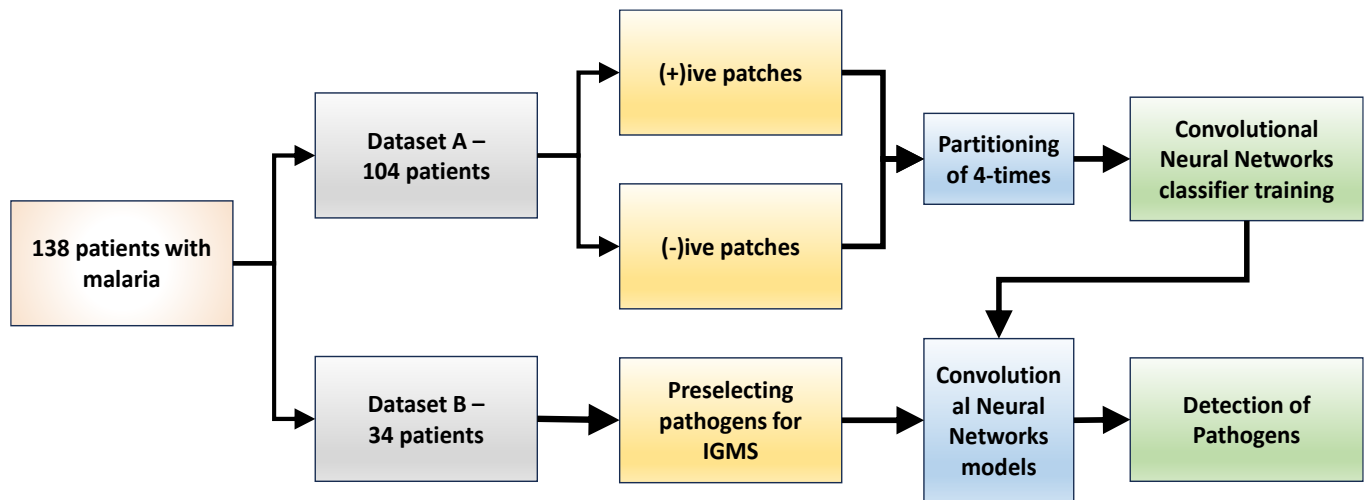 138 patients with
malaria
Dataset A –
104 patients
(+)ive patches
(-)ive patches
Partitioning
of 4-times
Convolutional
Neural Networks
classifier training
Dataset B –
34 patients
Preselecting
pathogens for
IGMS
Convolution
al Neural
Networks
models
Detection of
Pathogens